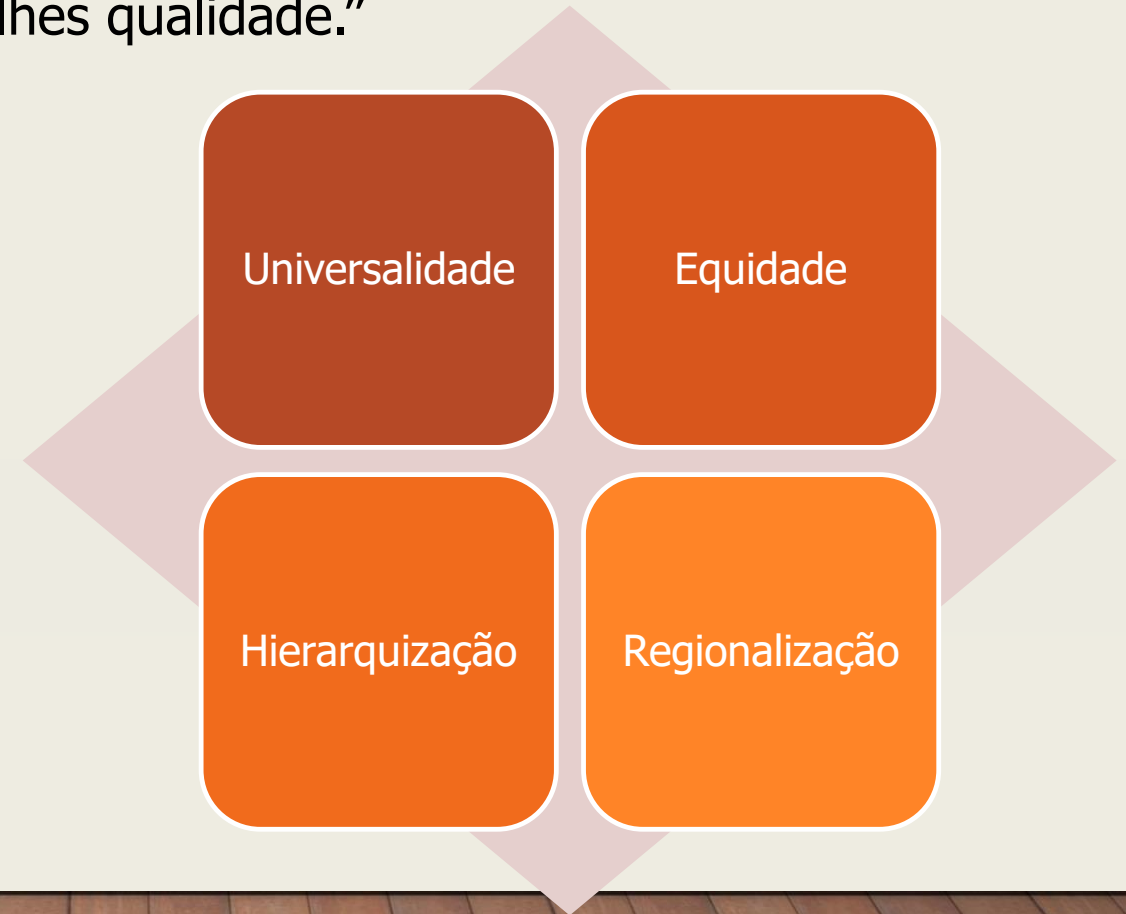 lhes qualidade.”
Universalidade
Equidade
Hierarquização
Regionalização